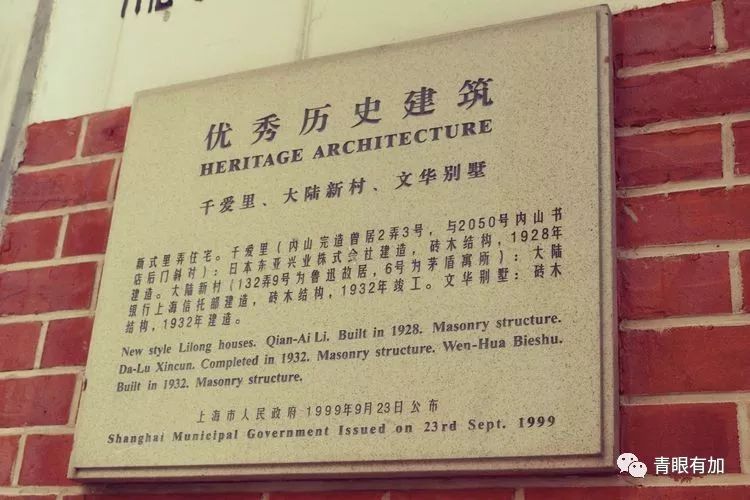 优秀历史建筑
HERITAGE ARCHITECTURE
千爱里、大陆新村、文华别墅
新式里弄住宅。千爱里（内山完造曾居2弄3号，与2050号内山书
店后门斜对）：日本东亚兴业株式会社建造，砖木结构，1928年
建造。大陆新村（132弄9号为鲁迅故居，6号为茅盾寓所）：大陆
银行上海信托部建造，砖木结构，1932年竣工。文华别墅：砖木
结构，1932年建造。
New style Lilong houses. Qian-Ai Li. Built in 1928. Masonry structure.
Da-Lu Xincun. Completed in 1932. Masonry structure. Wen-Hua Bieshu.
Built in 1932. Masonry structure.
上海市人民政府 1999年9月23日公布
Shanghai Municipal Government Issued on 23rd Sept. 1999
青眼有加